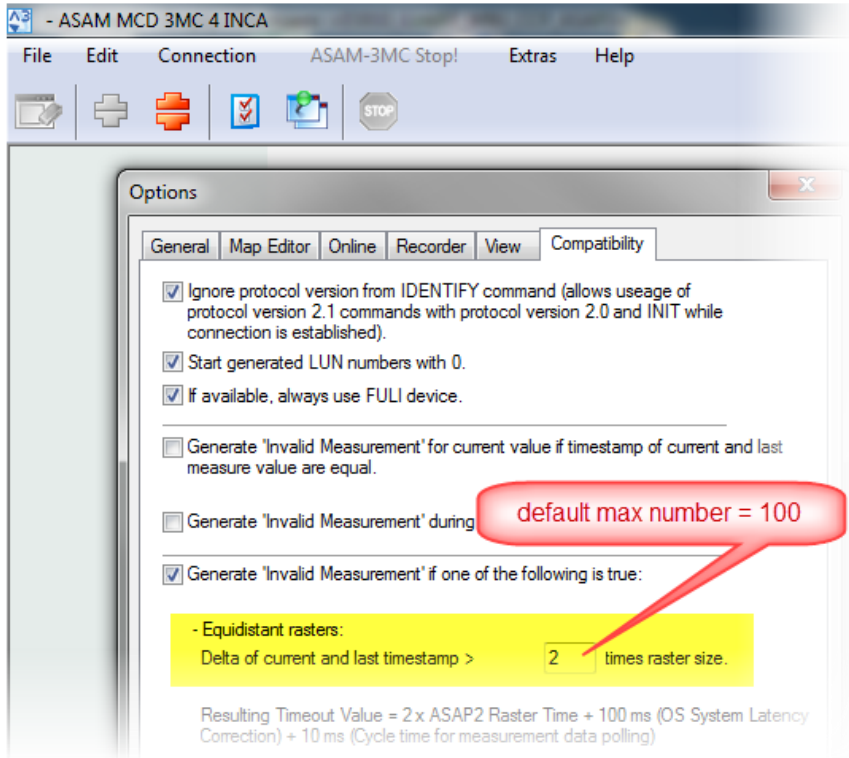 - ASAM MCD 3MC 4 INCA
File Edit Connection ASAM-3MC Stop! Extras Help
STOP
Options
General Map Editor Online Recorder View Compatibility
Ignore protocol version from IDENTIFY command (allows useage of
protocol version 2.1 commands with protocol version 2.0 and INIT while
connection is established).
Start generated LUN numbers with 0.
If available, always use FULI device.
Generate 'Invalid Measurement' for current value if timestamp of current and last
measure value are equal.
default max number = 100
Generate 'Invalid Measurement' during
Generate 'Invalid Measurement' if one of the following is true:
- Equidistant rasters:
Delta of current and last timestamp > 2 times raster size.
Resulting Timeout Value = 2 x ASAP2 Raster Time + 100 ms (OS System Latency
Correction) + 10 ms (Cycle time for measurement data polling)